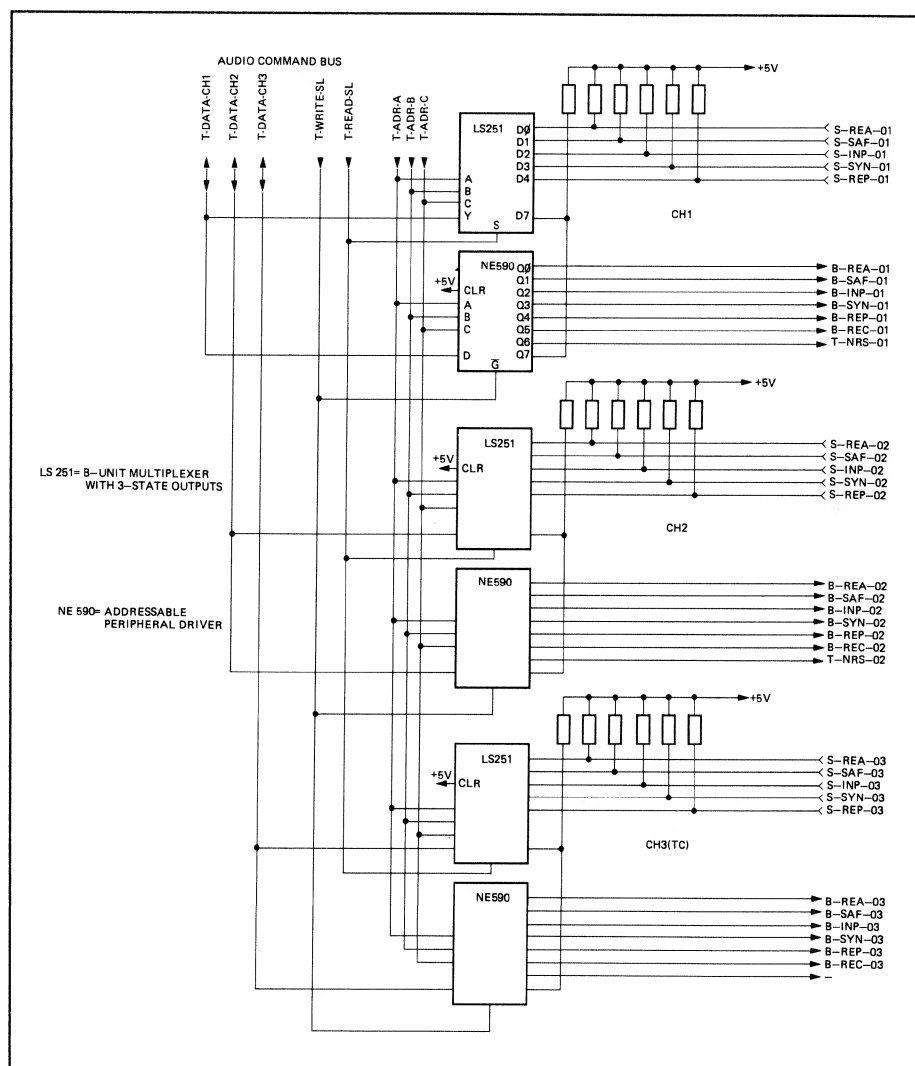 AUDIO COMMAND BUS
T-DATA-CH1
T-DATA-CH2
T-DATA-CH3
T-WRITE-SL
T-READ-SL
T-ADR-A
T-ADR-B
T-ADR-C
+5V
LS251
DØ
D1
D2
D3
D4
A
B
C
Y
D7
S
S-REA-01
S-SAF-01
S-INP-01
S-SYN-01
S-REP-01
CH1
NE590
+5V
CLR
A
B
C
D
QØ
Q1
Q2
Q3
Q4
Q5
Q6
Q7
G
B-REA-01
B-SAF-01
B-INP-01
B-SYN-01
B-REP-01
B-REC-01
T-NRS-01
+5V
LS251
+5V
CLR
S-REA-02
S-SAF-02
S-INP-02
S-SYN-02
S-REP-02
CH2
LS 251= B-UNIT MULTIPLEXER
WITH 3-STATE OUTPUTS
NE590
B-REA-02
B-SAF-02
B-INP-02
B-SYN-02
B-REP-02
B-REC-02
T-NRS-02
NE 590= ADDRESSABLE
PERIPHERAL DRIVER
+5V
LS251
+5V
CLR
S-REA-03
S-SAF-03
S-INP-03
S-SYN-03
S-REP-03
CH3(TC)
NE590
B-REA-03
B-SAF-03
B-INP-03
B-SYN-03
B-REP-03
B-REC-03
–